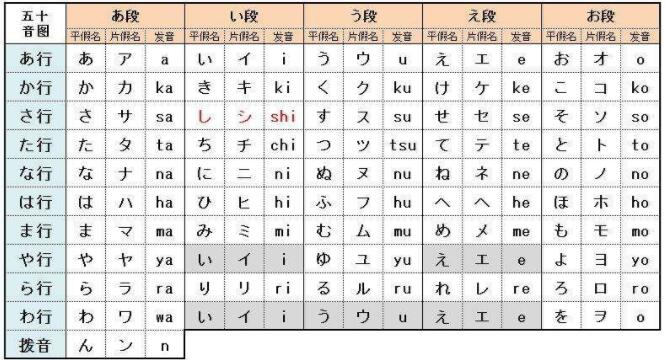 五十音图 あ段 い段 う段 え段 お段
平假名 片假名 发音 平假名 片假名 发音 平假名 片假名 发音 平假名 片假名 发音 平假名 片假名 发音
あ行 あ ア a い イ i う ウ u え エ e お オ o
か行 か カ ka き キ ki く ク ku け ケ ke こ コ ko
さ行 さ サ sa し シ shi す ス su せ セ se そ ソ so
た行 た タ ta ち チ chi つ ツ tsu て テ te と ト to
な行 な ナ na に ニ ni ぬ ヌ nu ね ネ ne の ノ no
は行 は ハ ha ひ ヒ hi ふ フ hu へ ヘ he ほ ホ ho
ま行 ま マ ma み ミ mi む ム mu め メ me も モ mo
や行 や ヤ ya い イ i ゆ ユ yu え エ e よ ヨ yo
ら行 ら ラ ra り リ ri る ル ru れ レ re ろ ロ ro
わ行 わ ワ wa い イ i う ウ u え エ e を ヲ o
拨音 ん ン n